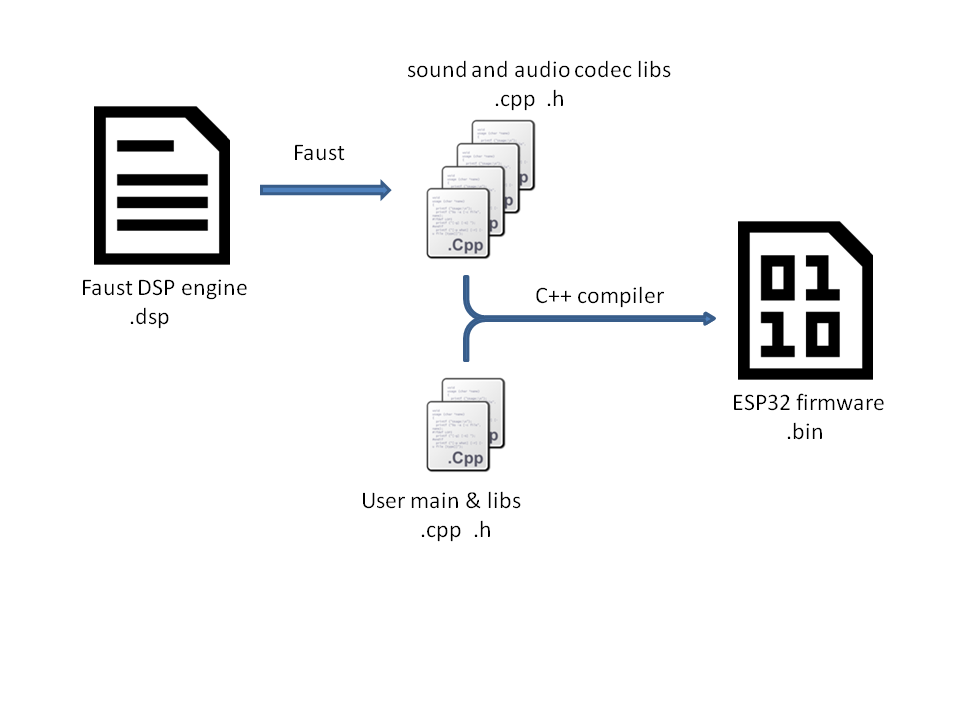 sound and audio codec libs
.cpp .h
Faust
.Cpp
Faust DSP engine
.dsp
C++ compiler
01
10
ESP32 firmware
.bin
.Cpp
User main & libs
.cpp .h